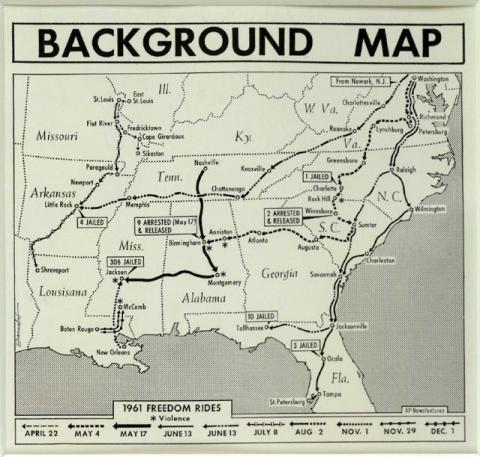 BACKGROUND MAP
From Newark, N.J.
Washington
Ill.
East
St. Louis
St. Louis
W. Va.
Charlottesville
Richmond
Flat River
Fredricktown
Cape Girardoux
Missouri
Ky.
Roanoke
Va.
Lynchburg
Petersburg
Sikeston
Greensboro
Nashville
Knoxville
Raleigh
Paragould
1 JAILED
Newport
Tenn.
Charlotte
N. C.
Arkansas
Chattanooga
Rock Hill
Little Rock
Memphis
2 ARRESTED
& RELEASED
Winnsboro
Wilmington
4 JAILED
9 ARRESTED (May 17)
& RELEASED
Anniston
S. C.
Sumter
Miss.
Birmingham
Atlanta
Augusta
306 JAILED
Charleston
Shreveport
Jackson
Georgia
Savannah
Montgomery
Louisiana
McComb
Alabama
10 JAILED
Baton Rouge
Tallhassee
Jacksonville
New Orleans
3 JAILED
Ocala
Fla.
Tampa
St. Petersburg
1961 FREEDOM RIDES
* Violence
AP Newsfeatures
APRIL 22 MAY 4 MAY 17 JUNE 13 JUNE 13 JULY 8 AUG 2 NOV. 1 NOV. 29 DEC. 1